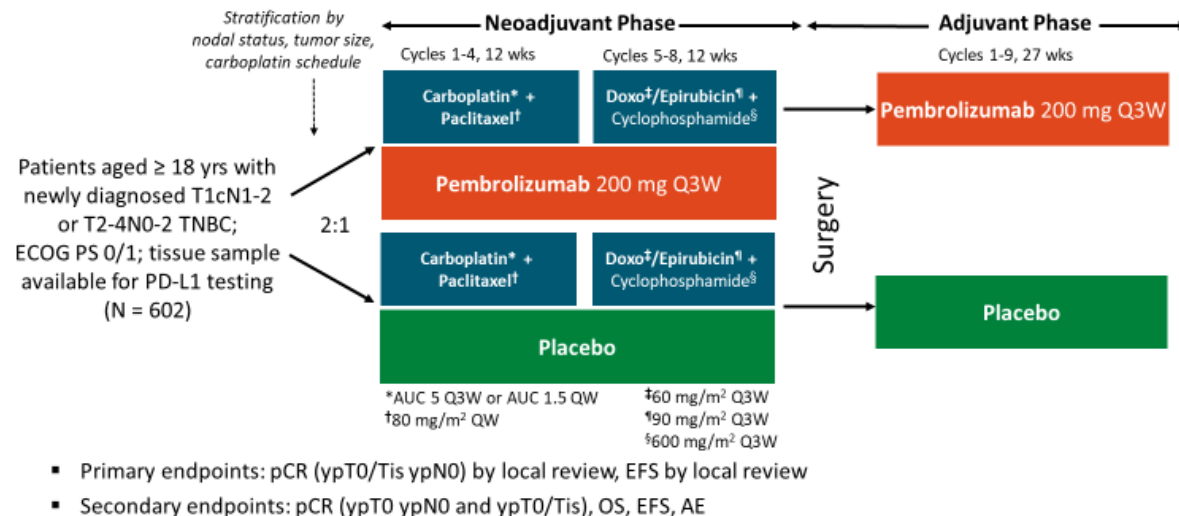 Stratification by
nodal status, tumor size,
carboplatin schedule
Neoadjuvant Phase
Adjuvant Phase
Cycles 1-4, 12 wks
Cycles 5-8, 12 wks
Cycles 1-9, 27 wks
Carboplatin* +
Paclitaxel†
Doxo‡/Epirubicin¶ +
Cyclophosphamide§
Pembrolizumab 200 mg Q3W
Pembrolizumab 200 mg Q3W
Patients aged ≥ 18 yrs with
newly diagnosed T1cN1-2
or T2-4N0-2 TNBC;
ECOG PS 0/1; tissue sample
available for PD-L1 testing
(N = 602)
2:1
Carboplatin* +
Paclitaxel†
Doxo‡/Epirubicin¶ +
Cyclophosphamide§
Placebo
Surgery
Placebo
*AUC 5 Q3W or AUC 1.5 QW
†80 mg/m² QW
‡60 mg/m² Q3W
¶90 mg/m² Q3W
§600 mg/m² Q3W
▪ Primary endpoints: pCR (ypT0/Tis ypN0) by local review, EFS by local review
▪ Secondary endpoints: pCR (ypT0 ypN0 and ypT0/Tis), OS, EFS, AE